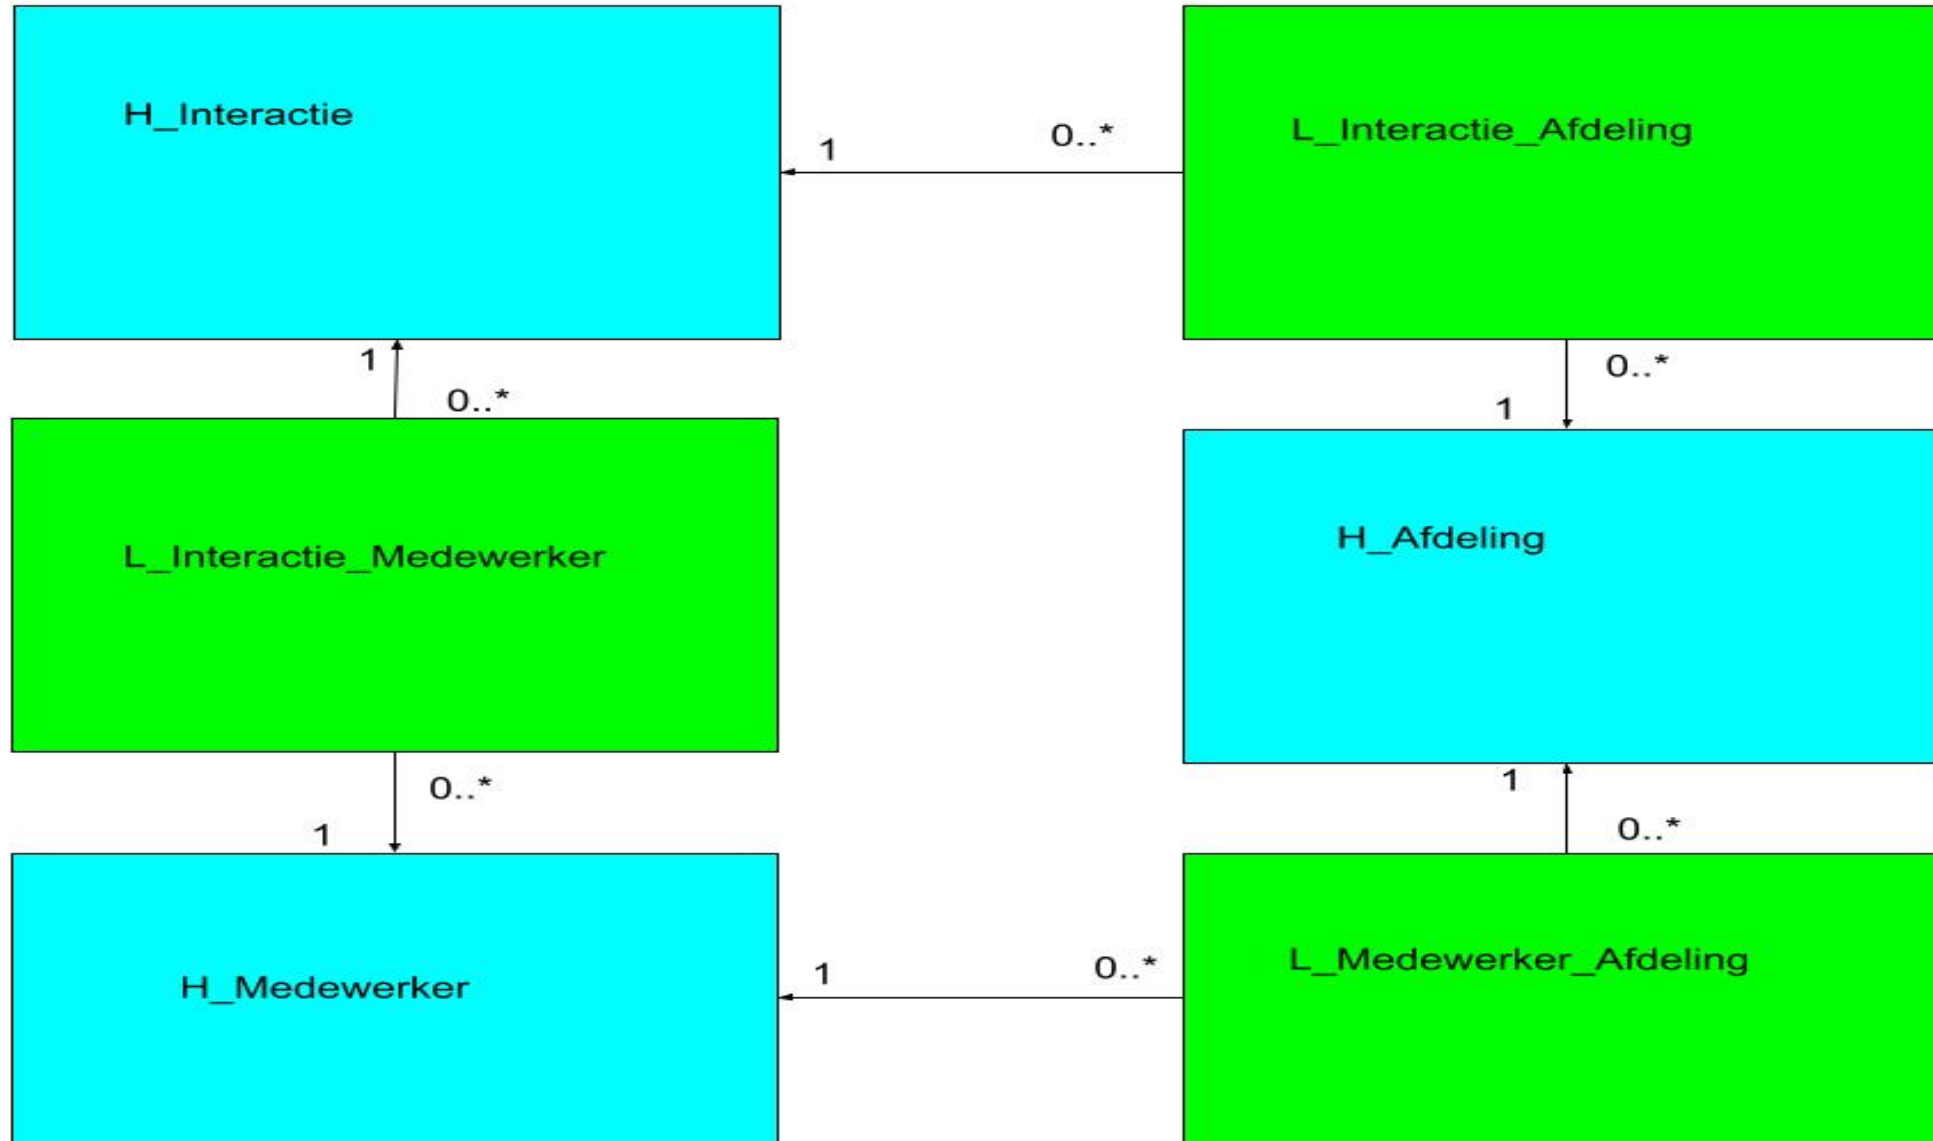 H_Interactie
L_Interactie_Afdeling
0..*
1
1
0..*
0..*
1
L_Interactie_Medewerker
H_Afdeling
0..*
1
1
0..*
H_Medewerker
L_Medewerker_Afdeling
1
0..*